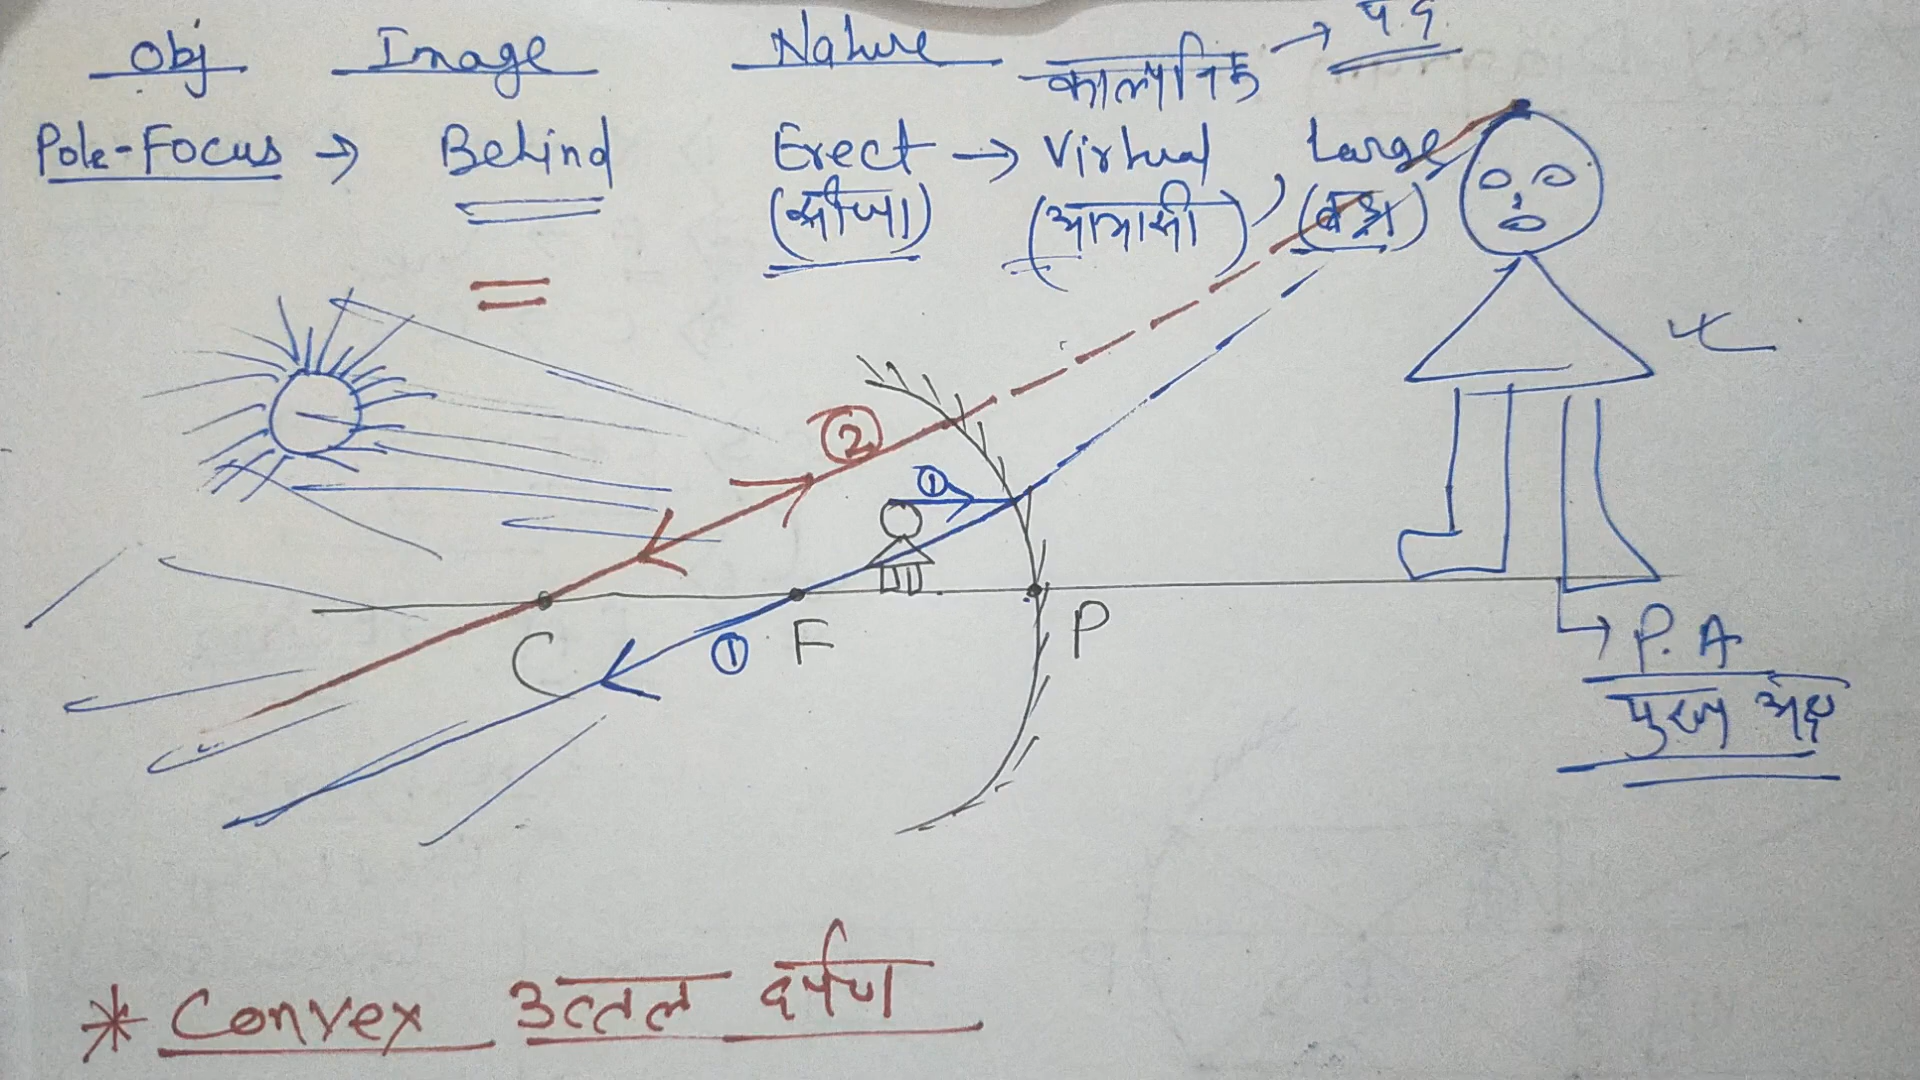 Obj Image Nature काल्पनिक →
Pole-Focus → Behind Erect → Virtual, Large
(सीधा) (आभासी) (बड़ा)
=
2
1
C 1 F P
P. A
मुख्य अक्ष
* Convex उत्तल दर्पण